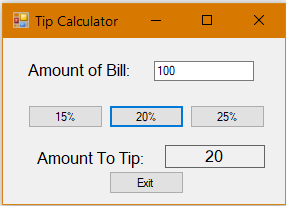 Tip Calculator
Amount of Bill: 100
15% 20% 25%
Amount To Tip: 20
Exit